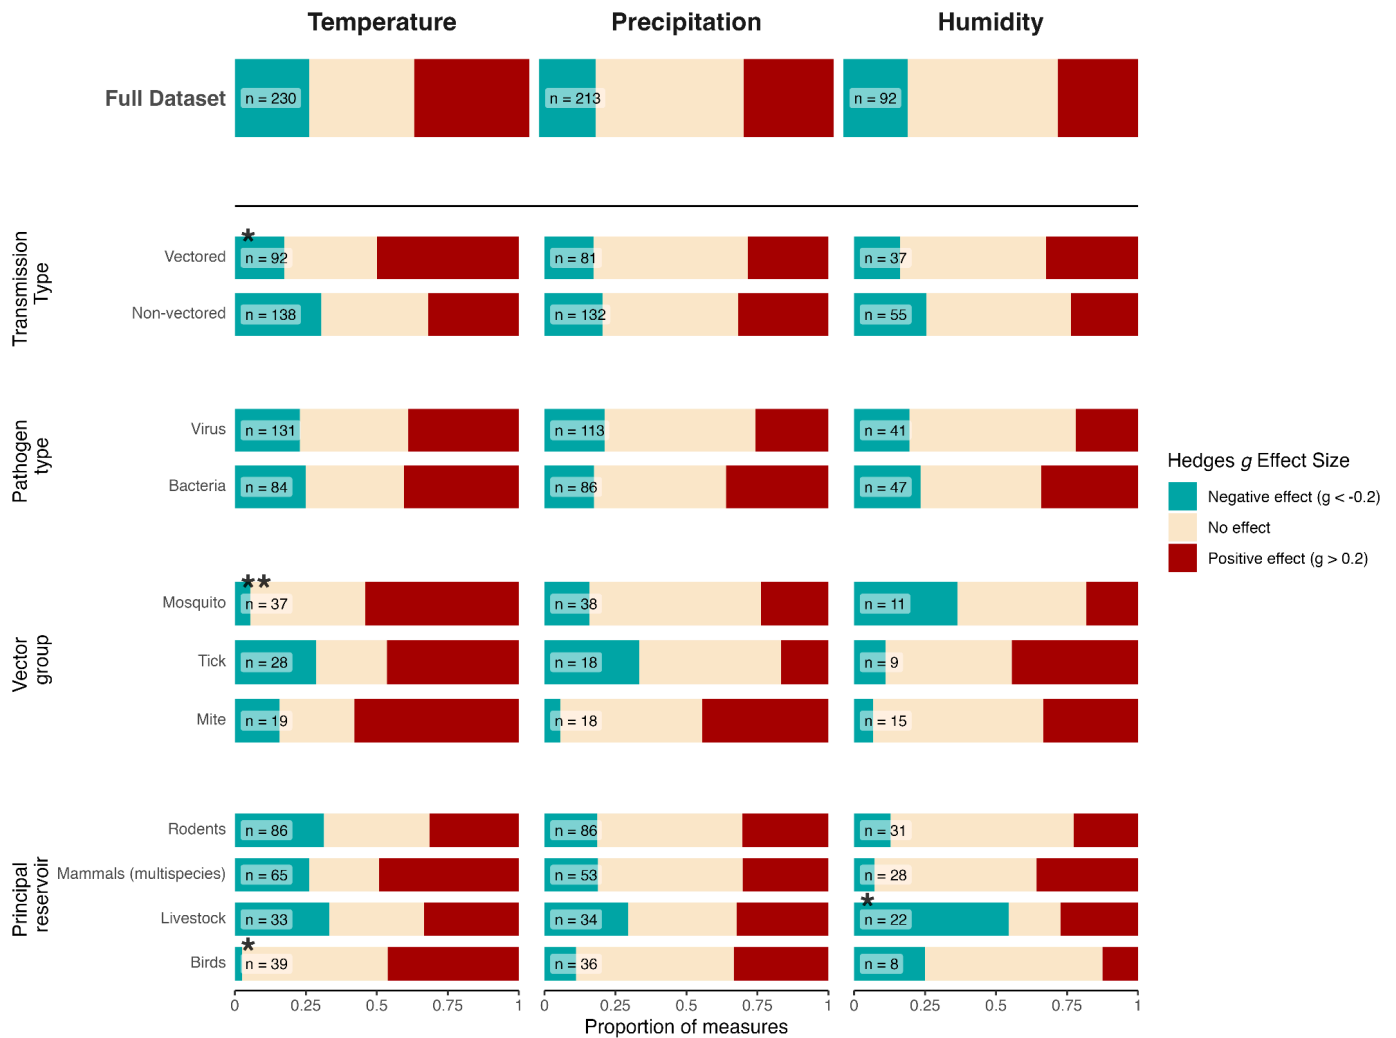 Temperature Precipitation Humidity
Full Dataset n = 230 n = 213 n = 92
Transmission
Type
*
Vectored n = 92 n = 81 n = 37
Non-vectored n = 138 n = 132 n = 55
Pathogen
type
Virus n = 131 n = 113 n = 41
Bacteria n = 84 n = 86 n = 47
Vector
group
**
Mosquito n = 37 n = 38 n = 11
Tick n = 28 n = 18 n = 9
Mite n = 19 n = 18 n = 15
Principal
reservoir
Rodents n = 86 n = 86 n = 31
Mammals (multispecies) n = 65 n = 53 n = 28
*
Livestock n = 33 n = 34 n = 22
*
Birds n = 39 n = 36 n = 8
0 0.25 0.5 0.75 1 0 0.25 0.5 0.75 1 0 0.25 0.5 0.75 1
Proportion of measures
Hedges g Effect Size
Negative effect (g < -0.2)
No effect
Positive effect (g > 0.2)